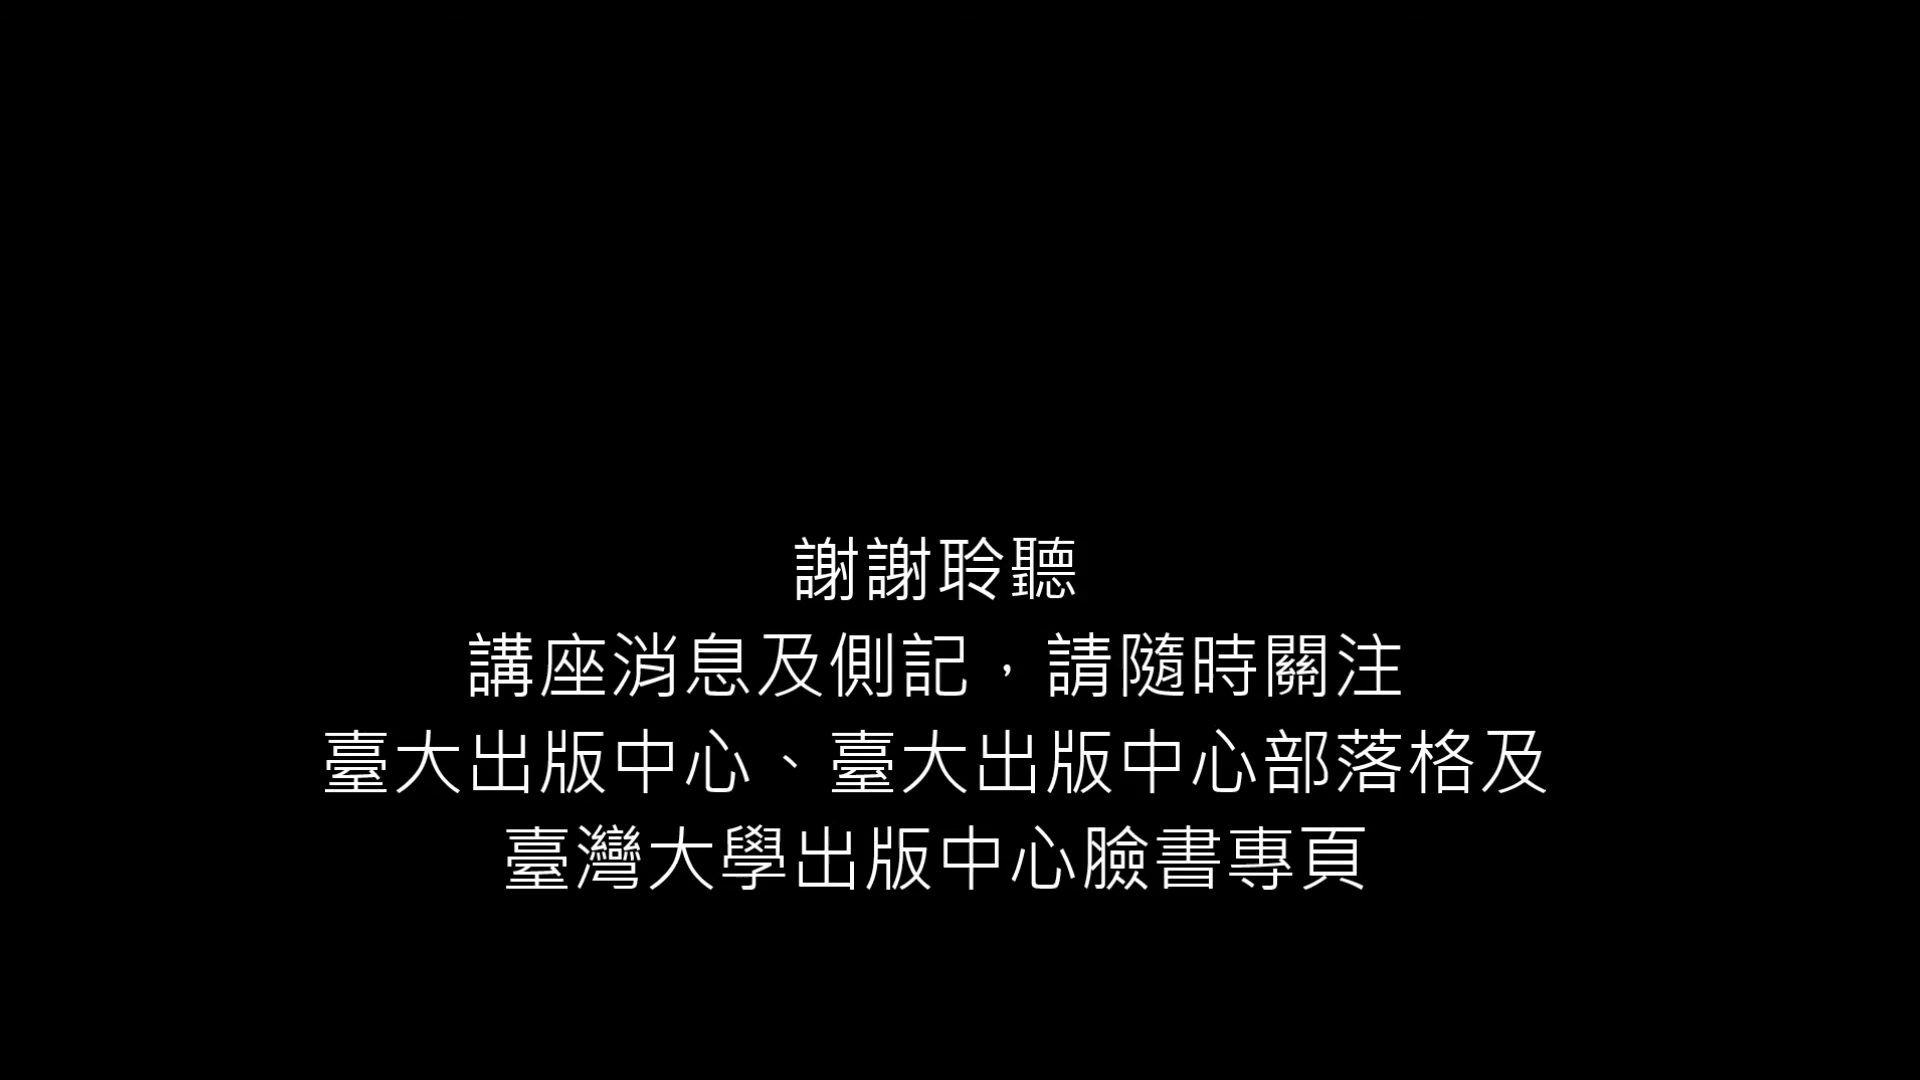 謝謝聆聽
講座消息及側記，請隨時關注
臺大出版中心、臺大出版中心部落格及
臺灣大學出版中心臉書專頁